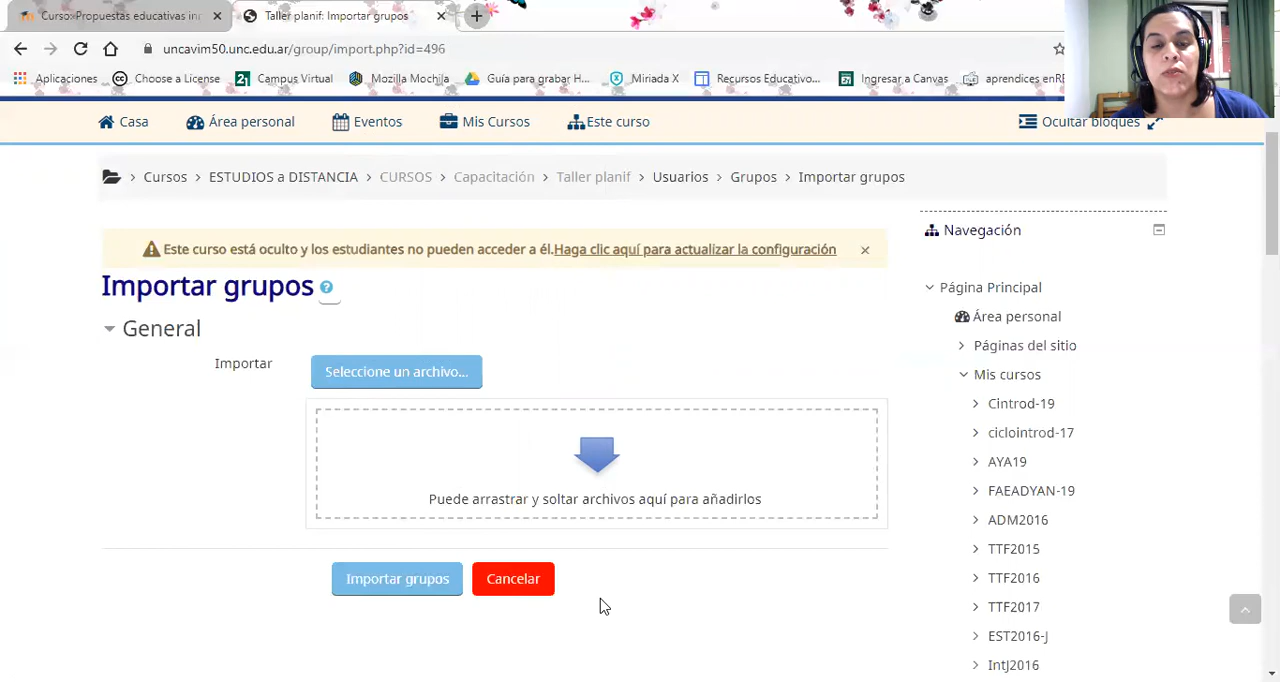 Curso: Propuestas educativas inn
Taller planif: Importar grupos
uncavim50.unc.edu.ar/group/import.php?id=496
Aplicaciones
Choose a License
Campus Virtual
Mozilla Mochila
Guía para grabar H...
Miriada X
Recursos Educativo...
Ingresar a Canvas
aprendices enRE
Casa
Área personal
Eventos
Mis Cursos
Este curso
Ocultar bloques
> Cursos > ESTUDIOS a DISTANCIA > CURSOS > Capacitación > Taller planif > Usuarios > Grupos > Importar grupos
Este curso está oculto y los estudiantes no pueden acceder a él.Haga clic aquí para actualizar la configuración ×
Importar grupos
General
Importar
Seleccione un archivo...
Puede arrastrar y soltar archivos aquí para añadirlos
Importar grupos
Cancelar
Navegación
Página Principal
Área personal
Páginas del sitio
Mis cursos
Cintrod-19
ciclointrod-17
AYA19
FAEADYAN-19
ADM2016
TTF2015
TTF2016
TTF2017
EST2016-J
IntJ2016